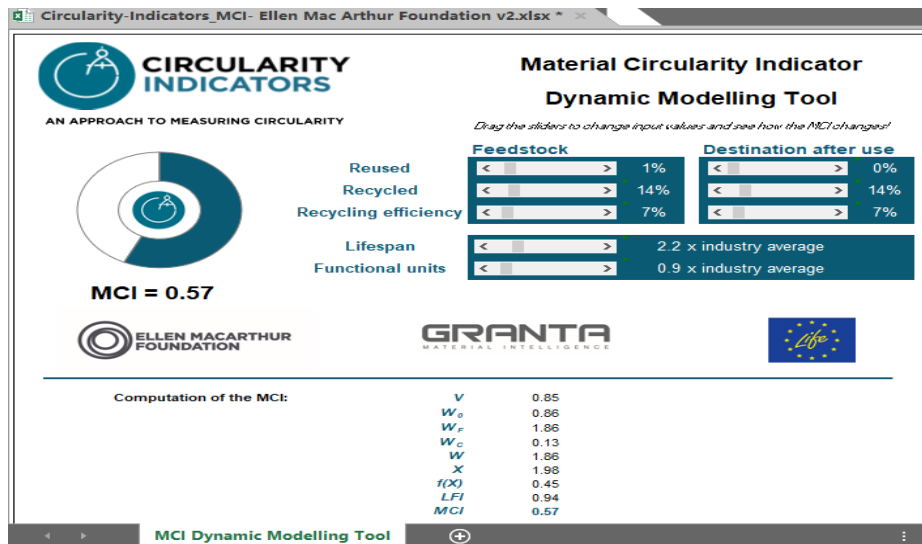 Circularity-Indicators_MCI- Ellen Mac Arthur Foundation v2.xlsx *
CIRCULARITY
INDICATORS
AN APPROACH TO MEASURING CIRCULARITY
Material Circularity Indicator
Dynamic Modelling Tool
Drag the sliders to change input values and see how the MCI changes!
Feedstock Destination after use
Reused 1% 0%
Recycled 14% 14%
Recycling efficiency 7% 7%
Lifespan 2.2 x industry average
Functional units 0.9 x industry average
MCI = 0.57
ELLEN MACARTHUR
FOUNDATION
GRANTA
MATERIAL INTELLIGENCE
Life
Computation of the MCI:
V 0.85
W₀ 0.86
W_F 1.86
W_C 0.13
W 1.86
X 1.98
f(X) 0.45
LFI 0.94
MCI 0.57
MCI Dynamic Modelling Tool